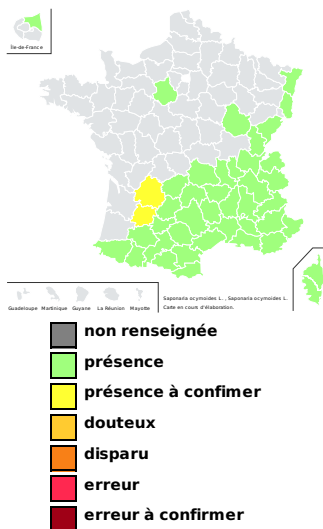 Île-de-France
Guadeloupe Martinique Guyane La Réunion Mayotte
Saponaria ocymoides L. , Saponaria ocymoides L.
Carte en cours d'élaboration.
non renseignée
présence
présence à confimer
douteux
disparu
erreur
erreur à confirmer